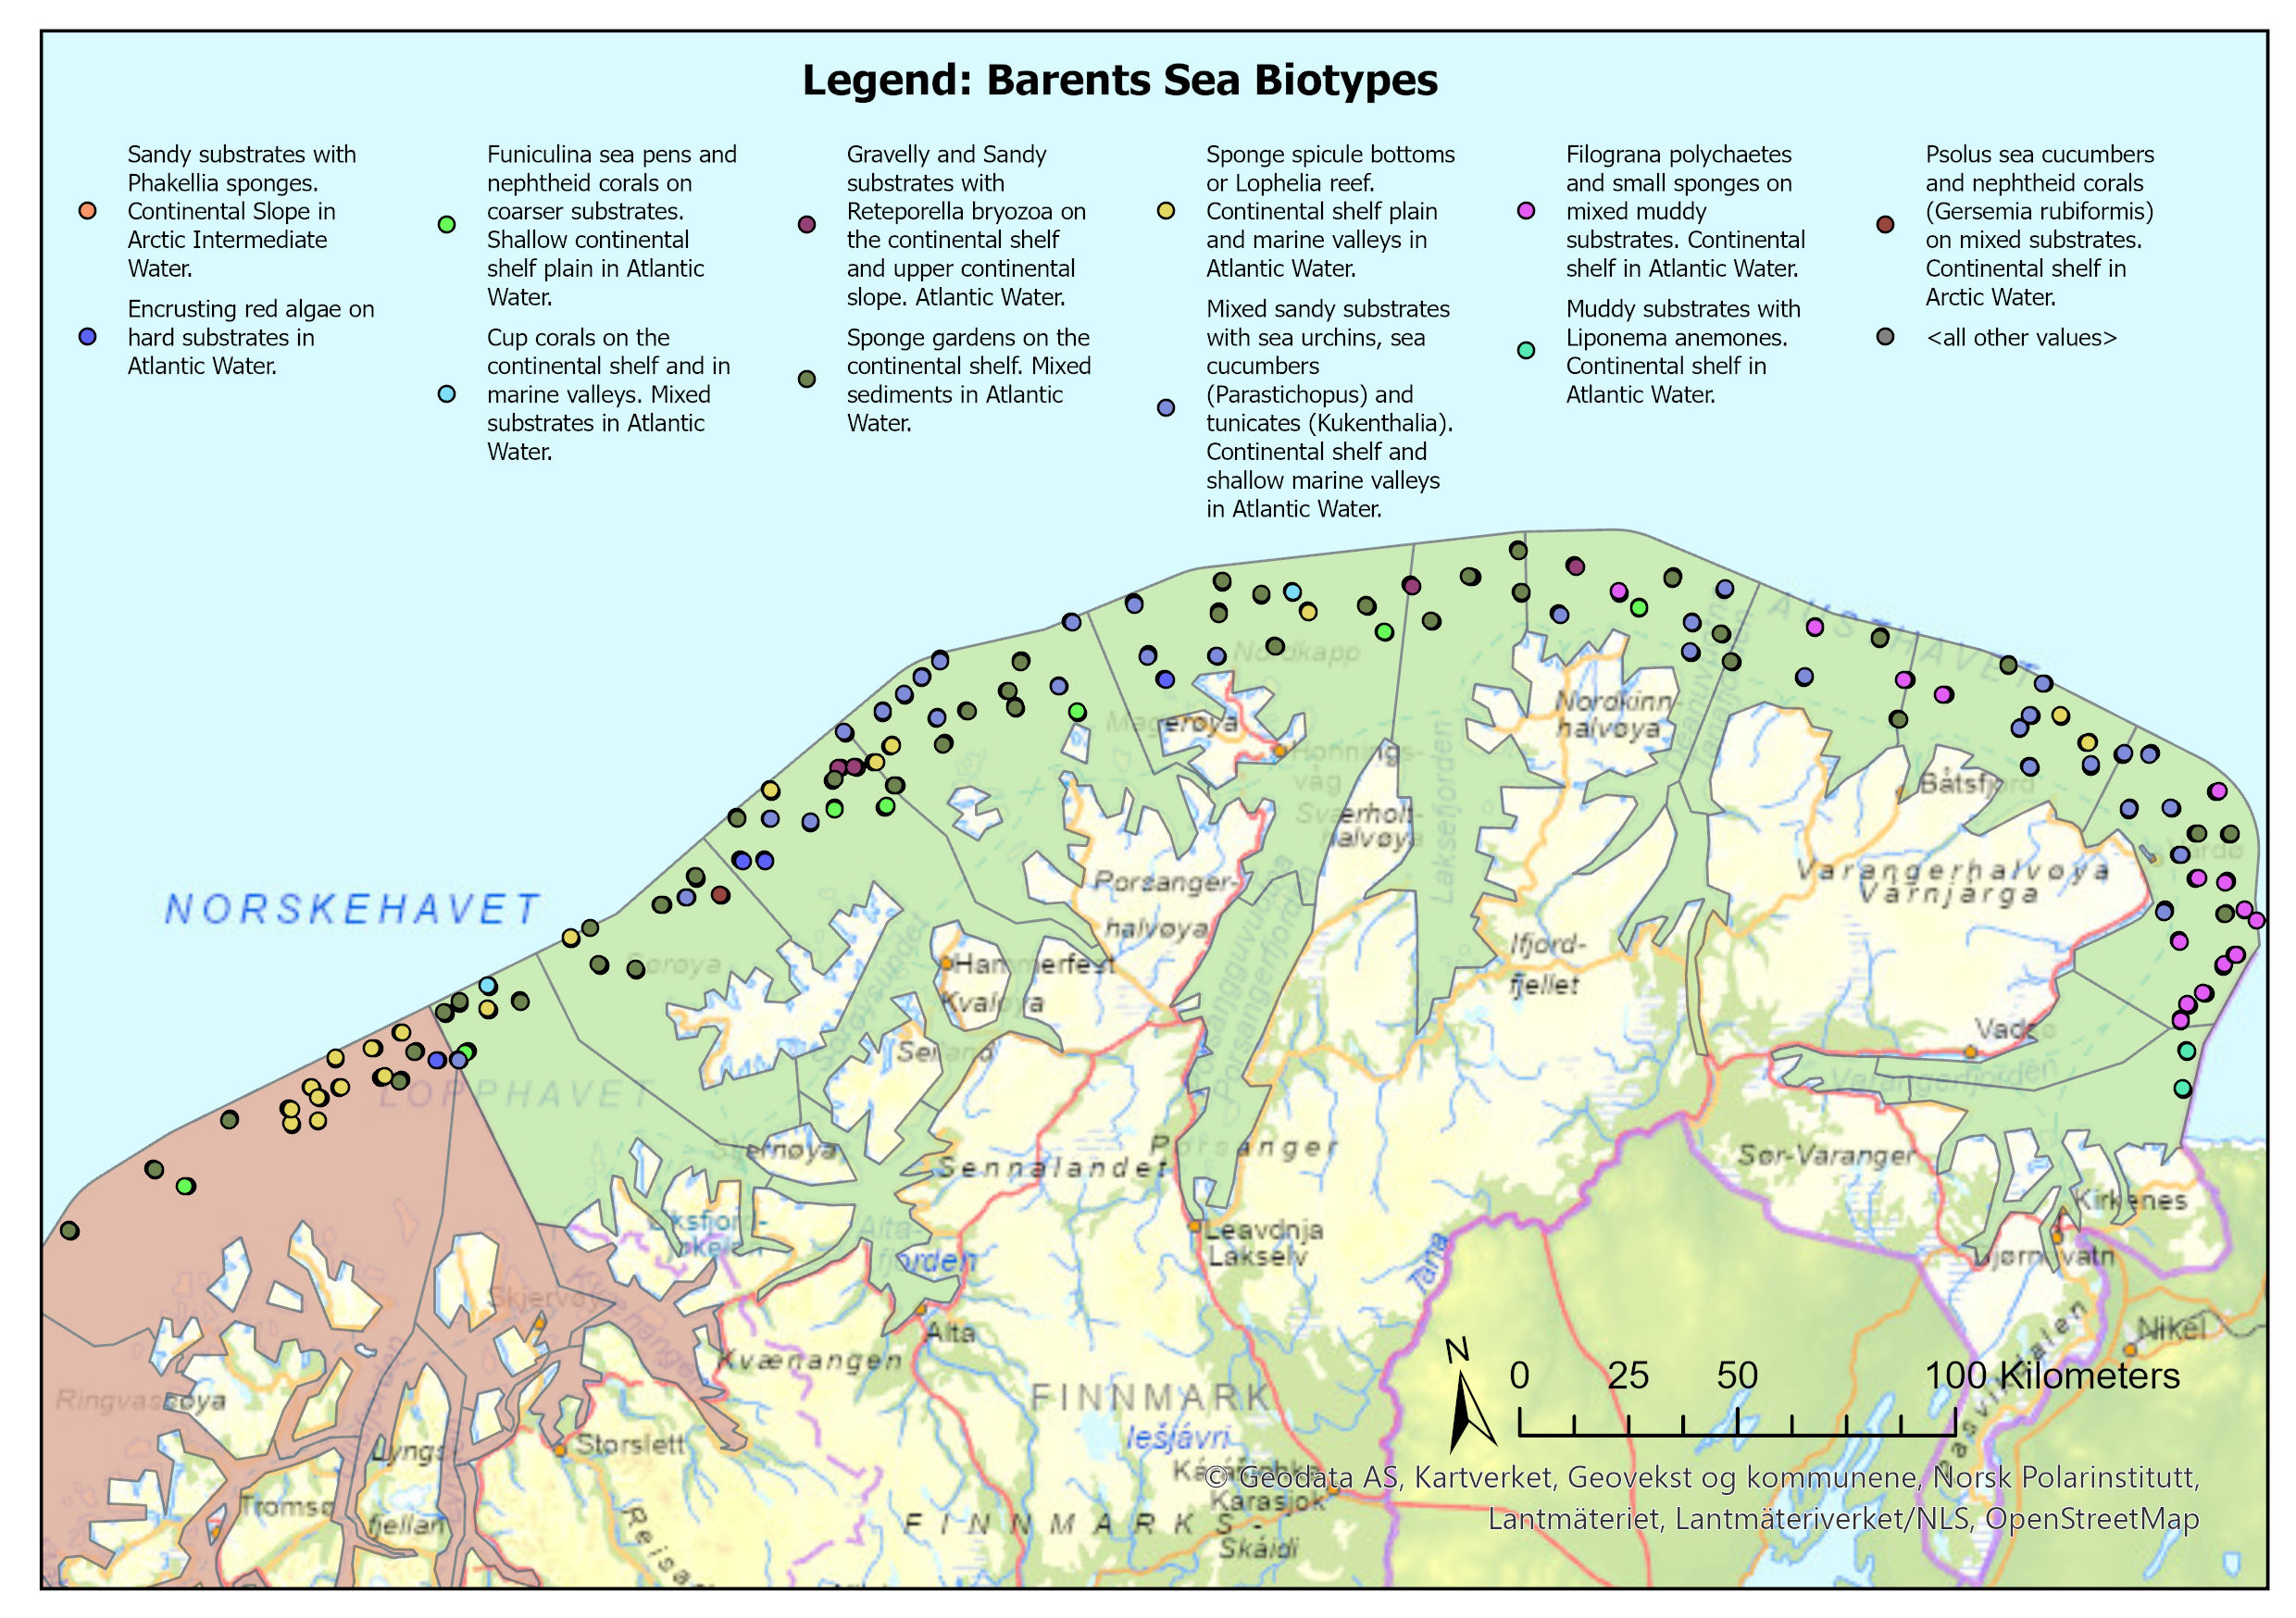 Legend: Barents Sea Biotypes
Sandy substrates with
Phakellia sponges.
Continental Slope in
Arctic Intermediate
Water.
Encrusting red algae on
hard substrates in
Atlantic Water.
Funiculina sea pens and
nephtheid corals on
coarser substrates.
Shallow continental
shelf plain in Atlantic
Water.
Cup corals on the
continental shelf and in
marine valleys. Mixed
substrates in Atlantic
Water.
Gravelly and Sandy
substrates with
Reteporella bryozoa on
the continental shelf
and upper continental
slope. Atlantic Water.
Sponge gardens on the
continental shelf. Mixed
sediments in Atlantic
Water.
Sponge spicule bottoms
or Lophelia reef.
Continental shelf plain
and marine valleys in
Atlantic Water.
Mixed sandy substrates
with sea urchins, sea
cucumbers
(Parastichopus) and
tunicates (Kukenthalia).
Continental shelf and
shallow marine valleys
in Atlantic Water.
Filograna polychaetes
and small sponges on
mixed muddy
substrates. Continental
shelf in Atlantic Water.
Muddy substrates with
Liponema anemones.
Continental shelf in
Atlantic Water.
Psolus sea cucumbers
and nephtheid corals
(Gersemia rubiformis)
on mixed substrates.
Continental shelf in
Arctic Water.
<all other values>
AUSTHAVET
Nordkapp
Magerøya
Honnings-
våg
Nordkinn-
halvøya
Tanafjorden
Båtsfjord
Sværholt-
halvøya
Laksefjorden
Vardø
Varangerhalvøya
Várnjárga
Porsanger-
halvøya
NORSKEHAVET
Sørøya
Sørøysundet
Hammerfest
Kvaløya
Ifjord-
fjellet
Porsangerfjorden
Seiland
Vadsø
Varangerfjorden
LOPPHAVET
Stjernøya
Sennalandet
Porsanger
Sør-Varanger
Kirkenes
Øksfjord-
jøkelen
Alta-
fjorden
Leavdnja
Lakselv
Tana
Bjørnevatn
Skjervøy
Kvænangen
Alta
Kvænangen
Nikel
Pasvikdalen
N
0 25 50 100 Kilometers
Ringvassøya
FINNMARK
Iešjávri
Storslett
Lyngs-
fjellan
Tromsø
Karasjok
FINNMARKS-
Skáidi
Reisa
© Geodata AS, Kartverket, Geovekst og kommunene, Norsk Polarinstitutt,
Lantmäteriet, Lantmäteriverket/NLS, OpenStreetMap